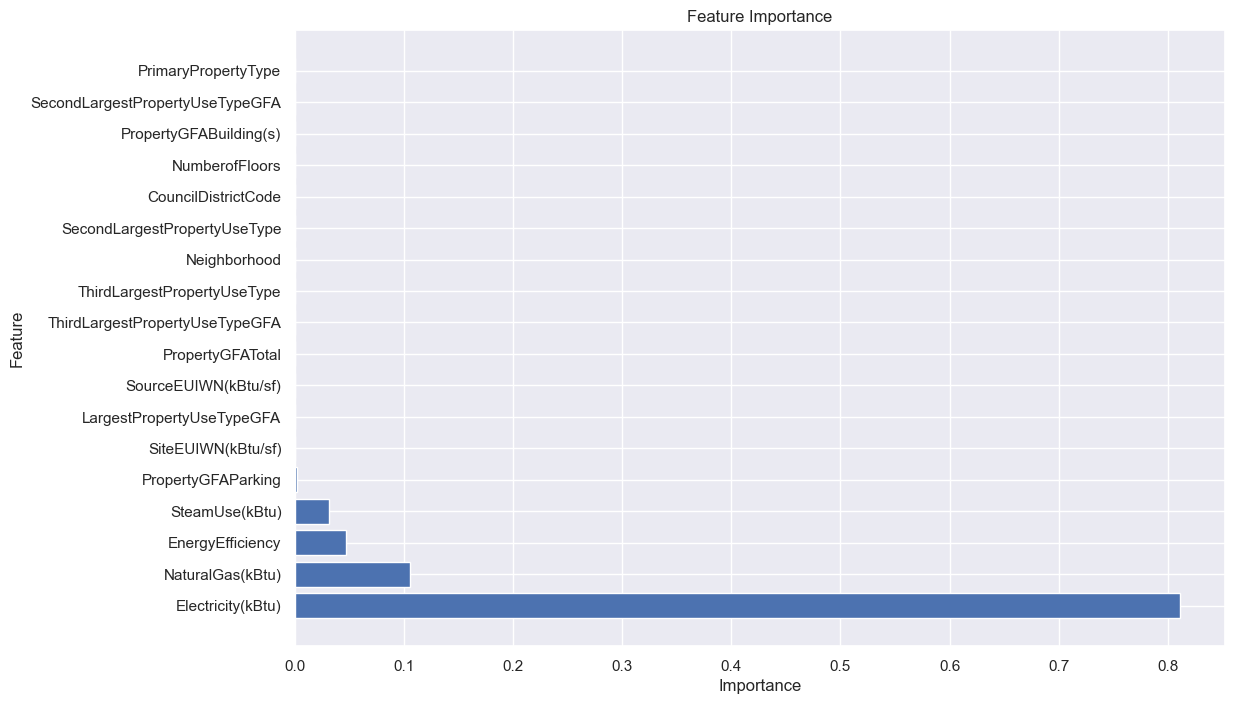 Feature Importance
PrimaryPropertyType
SecondLargestPropertyUseTypeGFA
PropertyGFABuilding(s)
NumberofFloors
CouncilDistrictCode
SecondLargestPropertyUseType
Neighborhood
ThirdLargestPropertyUseType
ThirdLargestPropertyUseTypeGFA
PropertyGFATotal
SourceEUIWN(kBtu/sf)
LargestPropertyUseTypeGFA
SiteEUIWN(kBtu/sf)
PropertyGFAParking
SteamUse(kBtu)
EnergyEfficiency
NaturalGas(kBtu)
Electricity(kBtu)
Feature
0.0 0.1 0.2 0.3 0.4 0.5 0.6 0.7 0.8
Importance